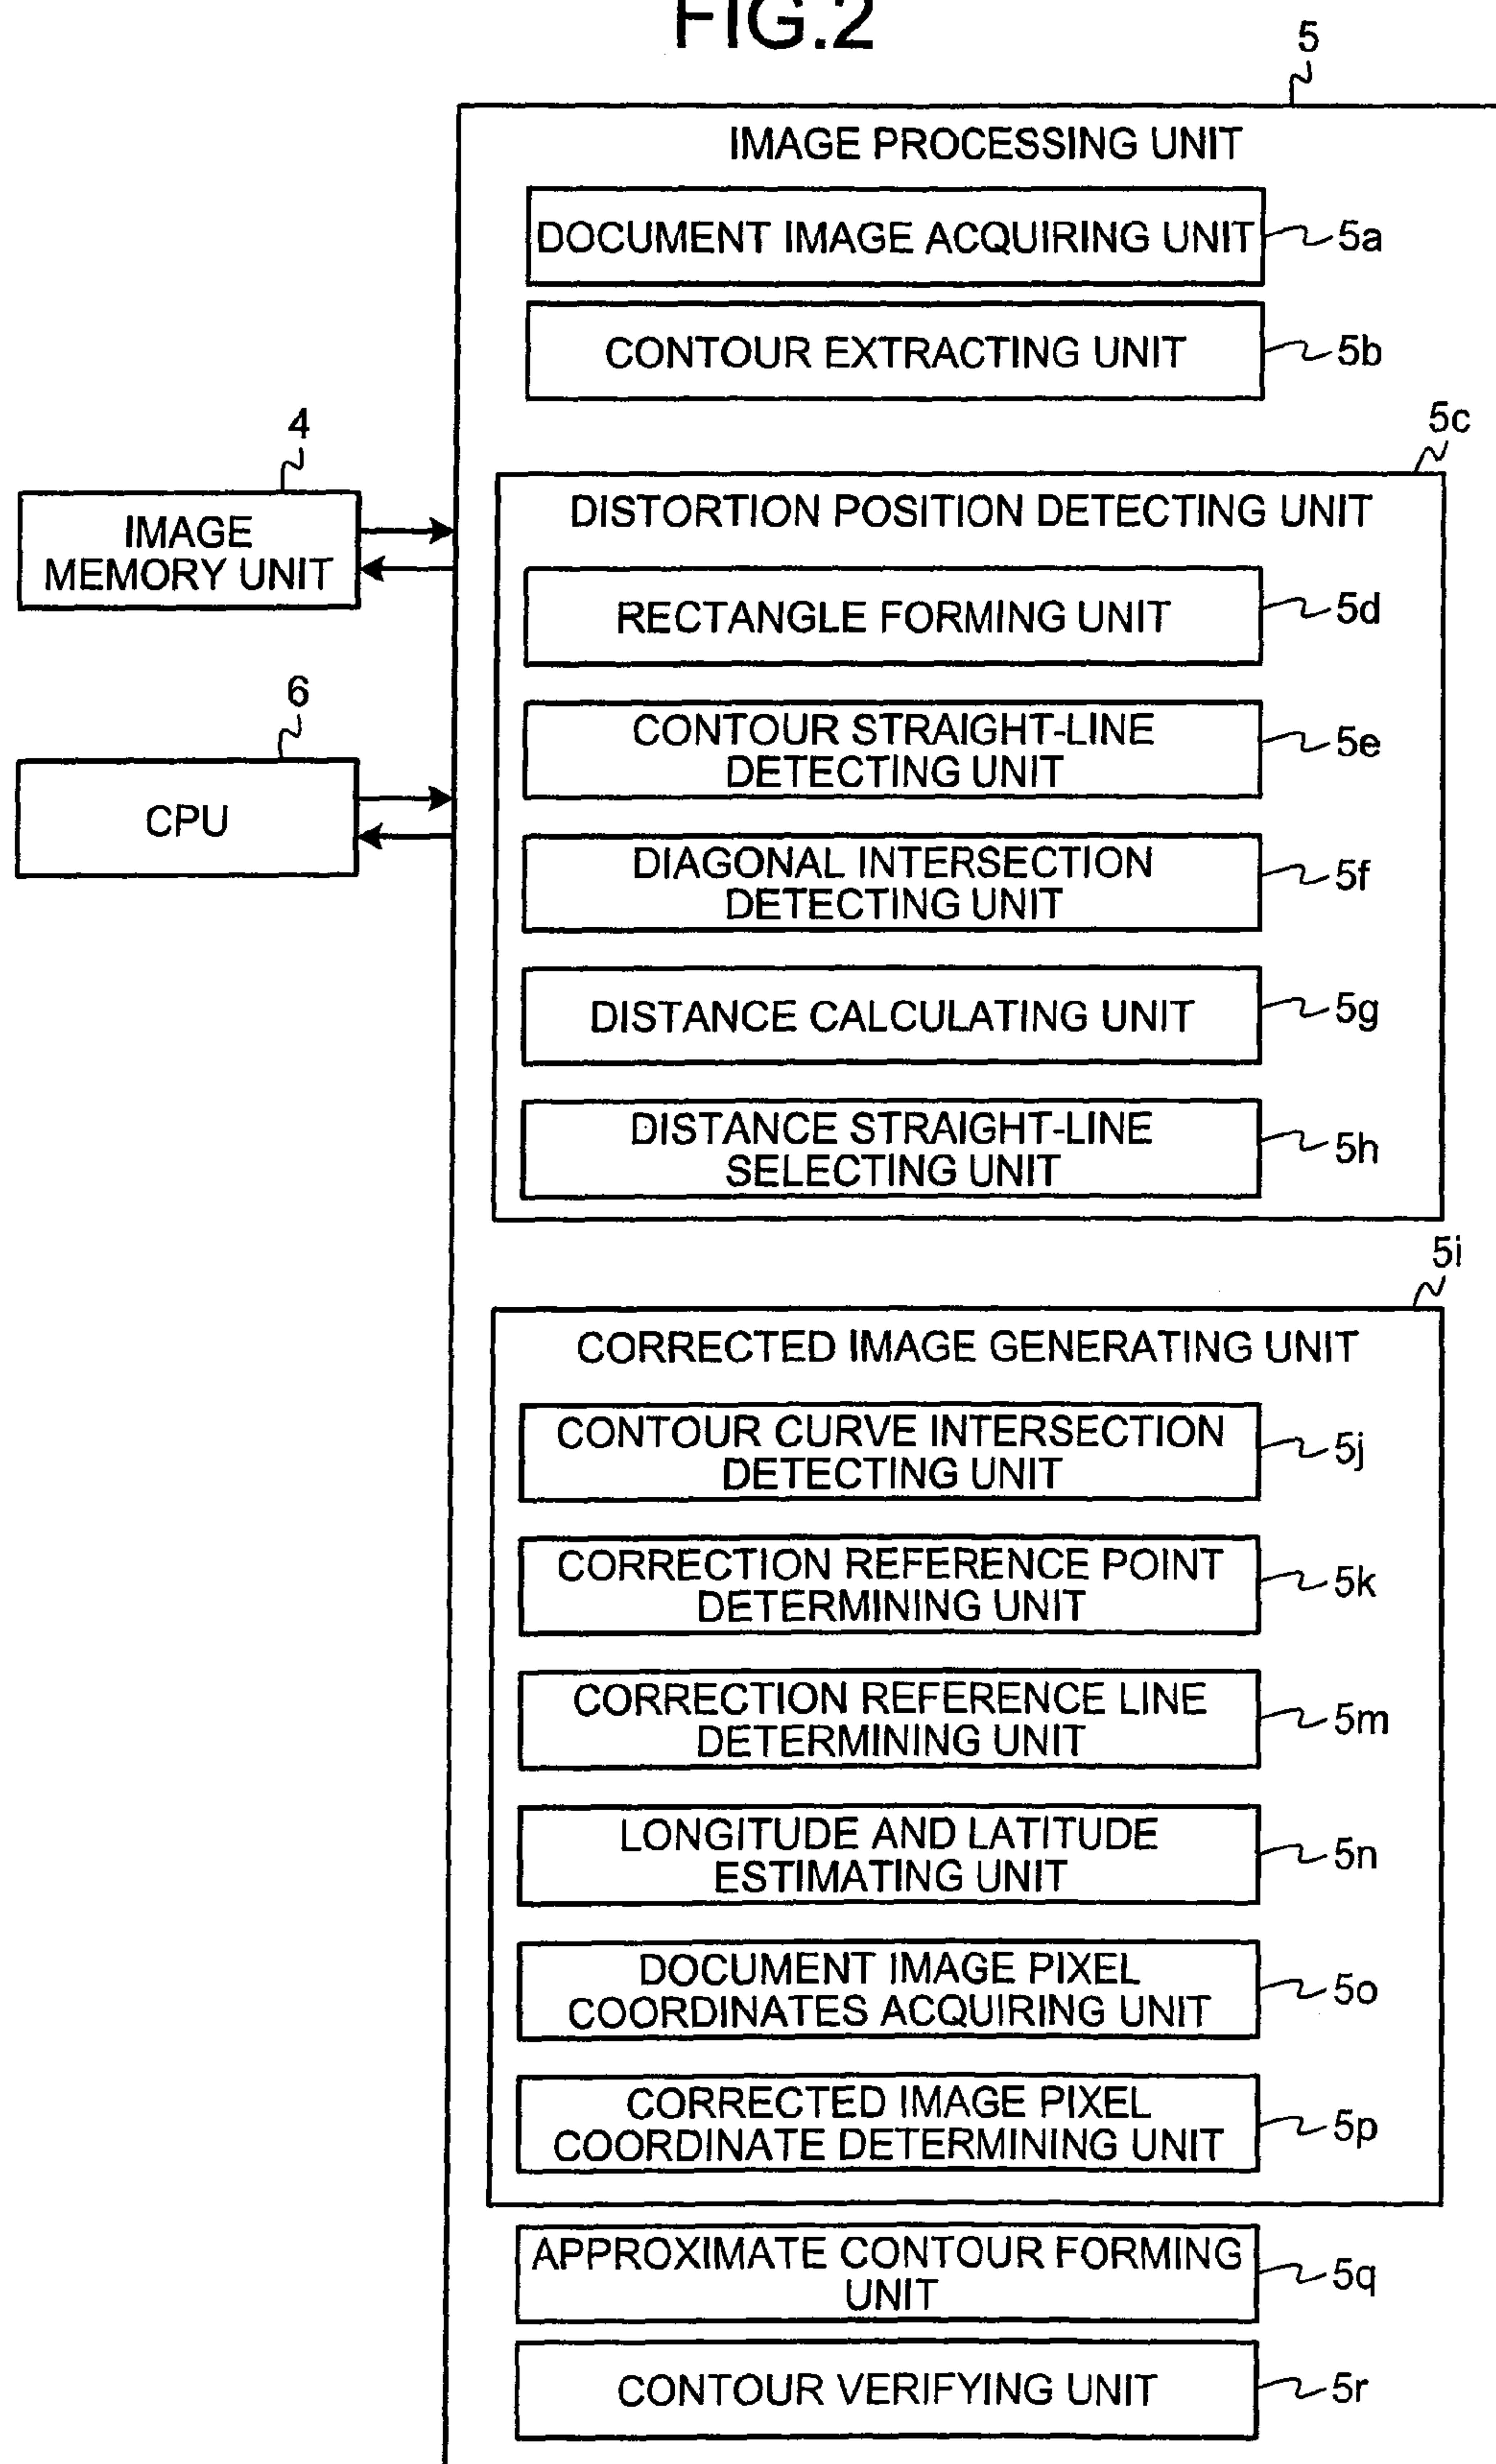 FIG.2
5
IMAGE PROCESSING UNIT
DOCUMENT IMAGE ACQUIRING UNIT
5a
CONTOUR EXTRACTING UNIT
5b
4
IMAGE
MEMORY UNIT
6
CPU
5c
DISTORTION POSITION DETECTING UNIT
RECTANGLE FORMING UNIT
5d
CONTOUR STRAIGHT-LINE
DETECTING UNIT
5e
DIAGONAL INTERSECTION
DETECTING UNIT
5f
DISTANCE CALCULATING UNIT
5g
DISTANCE STRAIGHT-LINE
SELECTING UNIT
5h
5i
CORRECTED IMAGE GENERATING UNIT
CONTOUR CURVE INTERSECTION
DETECTING UNIT
5j
CORRECTION REFERENCE POINT
DETERMINING UNIT
5k
CORRECTION REFERENCE LINE
DETERMINING UNIT
5m
LONGITUDE AND LATITUDE
ESTIMATING UNIT
5n
DOCUMENT IMAGE PIXEL
COORDINATES ACQUIRING UNIT
5o
CORRECTED IMAGE PIXEL
COORDINATE DETERMINING UNIT
5p
APPROXIMATE CONTOUR FORMING
UNIT
5q
CONTOUR VERIFYING UNIT
5r